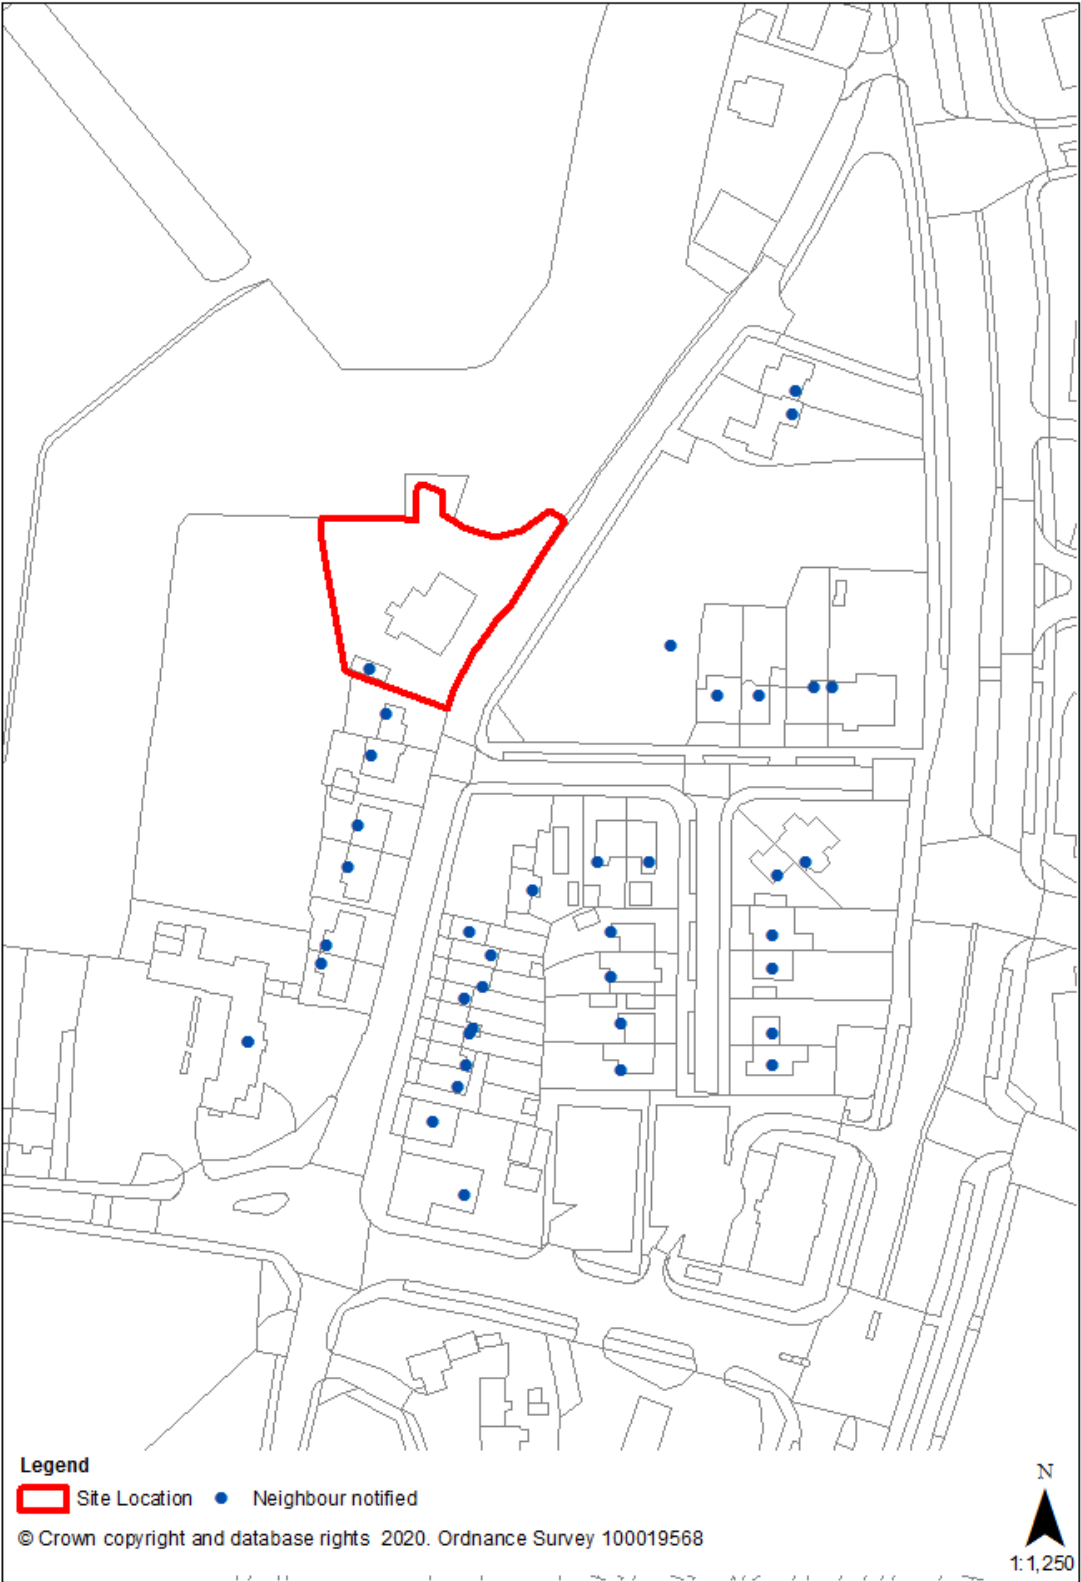 Legend
Site Location Neighbour notified
© Crown copyright and database rights 2020. Ordnance Survey 100019568
N
1:1,250